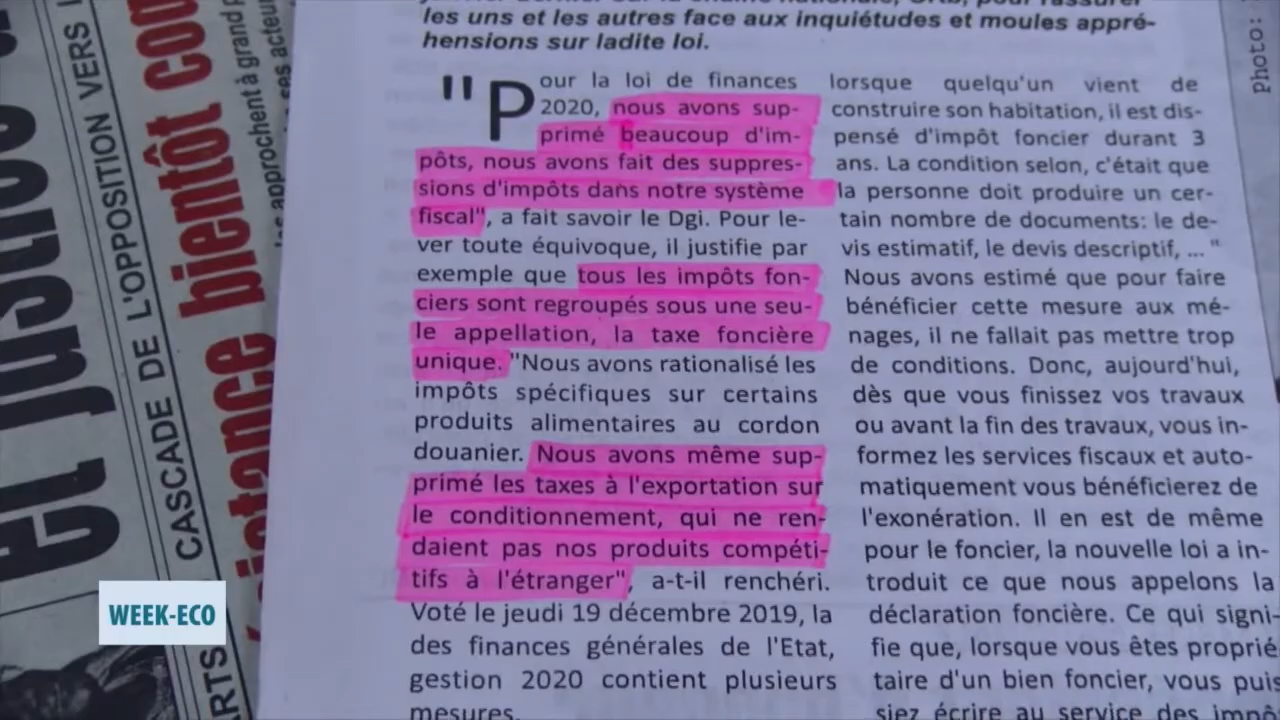 les uns et les autres face aux inquiétudes et moules appré-
hensions sur ladite loi.
"Pour la loi de finances
2020, nous avons sup-
primé beaucoup d'im-
pôts, nous avons fait des suppres-
sions d'impôts dans notre système
fiscal", a fait savoir le Dgi. Pour le-
ver toute équivoque, il justifie par
exemple que tous les impôts fon-
ciers sont regroupés sous une seu-
le appellation, la taxe foncière
unique. "Nous avons rationalisé les
impôts spécifiques sur certains
produits alimentaires au cordon
douanier. Nous avons même sup-
primé les taxes à l'exportation sur
le conditionnement, qui ne ren-
daient pas nos produits compéti-
tifs à l'étranger", a-t-il renchéri.
Voté le jeudi 19 décembre 2019, la
des finances générales de l'Etat,
gestion 2020 contient plusieurs
mesures.
lorsque quelqu'un vient de
construire son habitation, il est dis-
pensé d'impôt foncier durant 3
ans. La condition selon, c'était que
la personne doit produire un cer-
tain nombre de documents: le de-
vis estimatif, le devis descriptif, ..."
Nous avons estimé que pour faire
bénéficier cette mesure aux mé-
nages, il ne fallait pas mettre trop
de conditions. Donc, aujourd'hui,
dès que vous finissez vos travaux
ou avant la fin des travaux, vous in-
formez les services fiscaux et auto-
matiquement vous bénéficierez de
l'exonération. Il en est de même
pour le foncier, la nouvelle loi a in-
troduit ce que nous appelons la
déclaration foncière. Ce qui signi-
fie que, lorsque vous êtes proprié
taire d'un bien foncier, vous puis
siez écrire au service des impô
photo:
CASCADE DE L'OPPOSITION VERS
bientôt
approchent à grand
WEEK-ECO